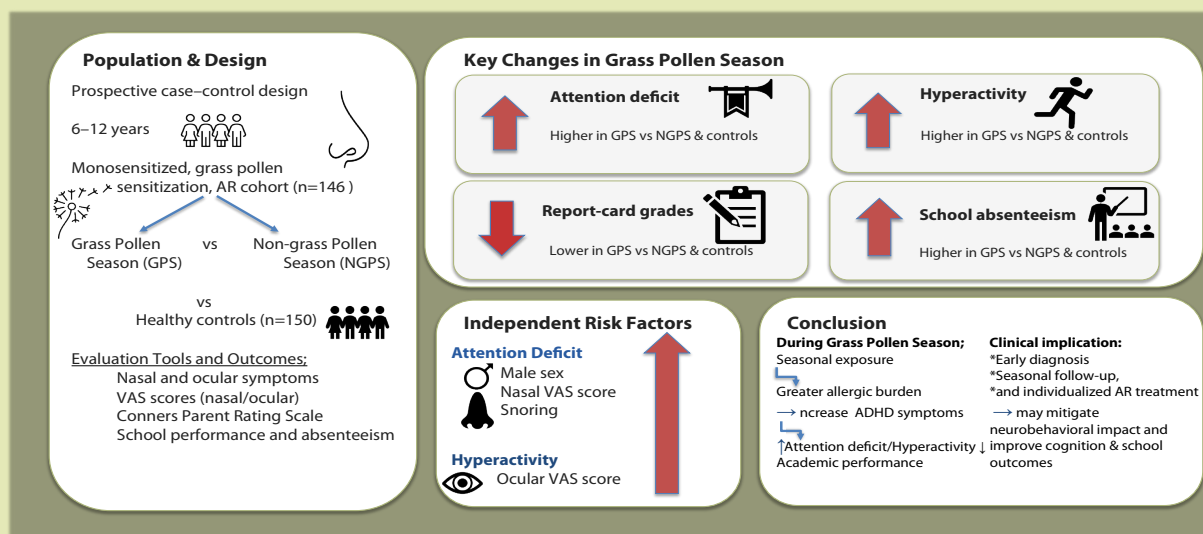 Population & Design
Prospective case–control design
6–12 years
Monosensitized, grass pollen
sensitization, AR cohort (n=146 )
Grass Pollen
Season (GPS)
vs
Non-grass Pollen
Season (NGPS)
vs
Healthy controls (n=150)
Evaluation Tools and Outcomes;
Nasal and ocular symptoms
VAS scores (nasal/ocular)
Conners Parent Rating Scale
School performance and absenteeism
Key Changes in Grass Pollen Season
Attention deficit
Higher in GPS vs NGPS & controls
Hyperactivity
Higher in GPS vs NGPS & controls
Report-card grades
Lower in GPS vs NGPS & controls
School absenteeism
Higher in GPS vs NGPS & controls
Independent Risk Factors
Attention Deficit
Male sex
Nasal VAS score
Snoring
Hyperactivity
Ocular VAS score
Conclusion
During Grass Pollen Season;
Seasonal exposure
Greater allergic burden
→ ncrease ADHD symptoms
↑Attention deficit/Hyperactivity ↓
Academic performance
Clinical implication:
*Early diagnosis
*Seasonal follow-up,
*and individualized AR treatment
→ may mitigate
neurobehavioral impact and
improve cognition & school
outcomes